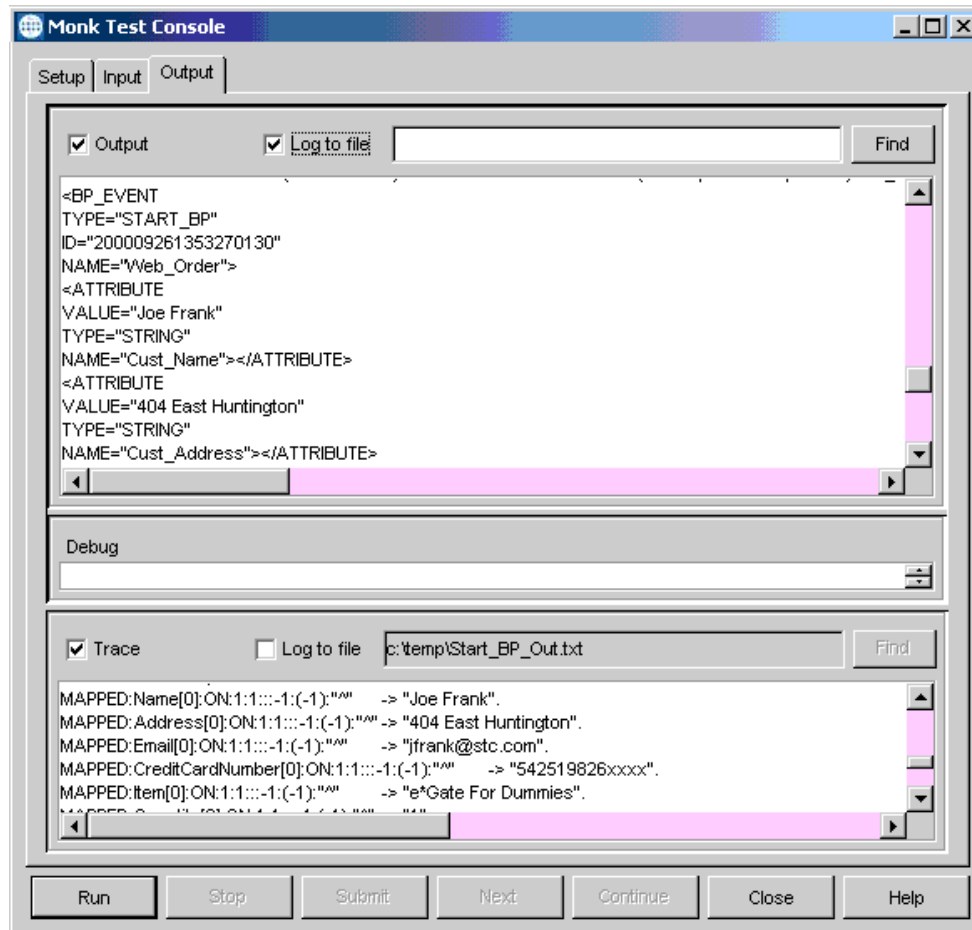 Monk Test Console
Setup Input Output
Output Log to file Find
<BP_EVENT
TYPE="START_BP"
ID="200009261353270130"
NAME="Web_Order">
<ATTRIBUTE
VALUE="Joe Frank"
TYPE="STRING"
NAME="Cust_Name"></ATTRIBUTE>
<ATTRIBUTE
VALUE="404 East Huntington"
TYPE="STRING"
NAME="Cust_Address"></ATTRIBUTE>
Debug
Trace Log to file c:\temp\Start_BP_Out.txt Find
MAPPED:Name[0]:ON:1:1:::-1:(-1):"^" -> "Joe Frank".
MAPPED:Address[0]:ON:1:1:::-1:(-1):"^" -> "404 East Huntington".
MAPPED:Email[0]:ON:1:1:::-1:(-1):"^" -> "jfrank@stc.com".
MAPPED:CreditCardNumber[0]:ON:1:1:::-1:(-1):"^" -> "542519826xxxx".
MAPPED:Item[0]:ON:1:1:::-1:(-1):"^" -> "e*Gate For Dummies".
Run Stop Submit Next Continue Close Help